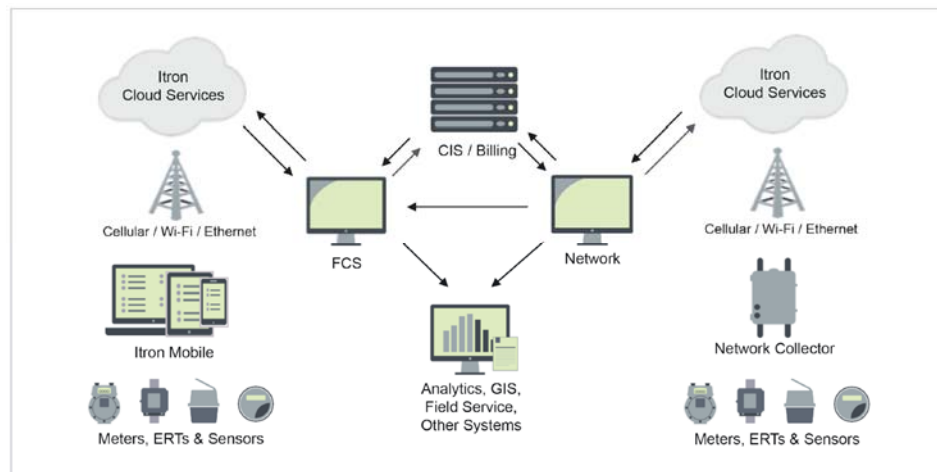 Itron
Cloud Services
Cellular / Wi-Fi / Ethernet
Itron Mobile
Meters, ERTs & Sensors
CIS / Billing
FCS
Network
Analytics, GIS,
Field Service,
Other Systems
Itron
Cloud Services
Cellular / Wi-Fi / Ethernet
Network Collector
Meters, ERTs & Sensors